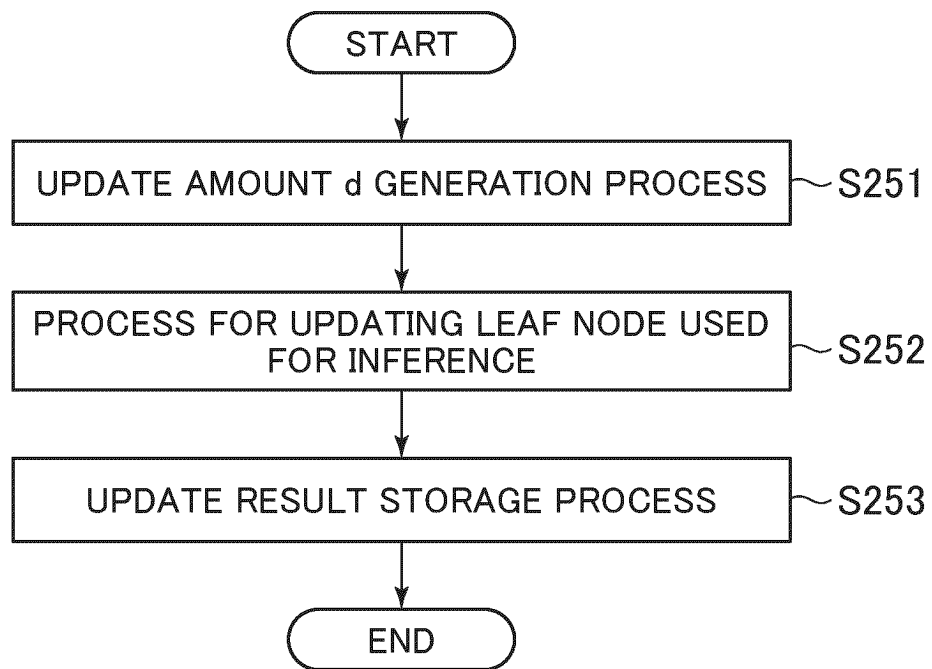 START
UPDATE AMOUNT d GENERATION PROCESS
S251
PROCESS FOR UPDATING LEAF NODE USED
FOR INFERENCE
S252
UPDATE RESULT STORAGE PROCESS
S253
END